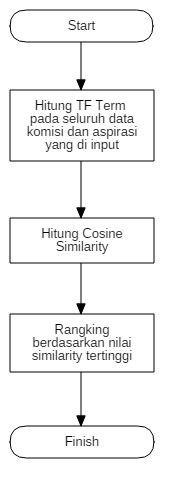 Start
Hitung TF Term
pada seluruh data
komisi dan aspirasi
yang di input
Hitung Cosine
Similarity
Rangking
berdasarkan nilai
similarity tertinggi
Finish